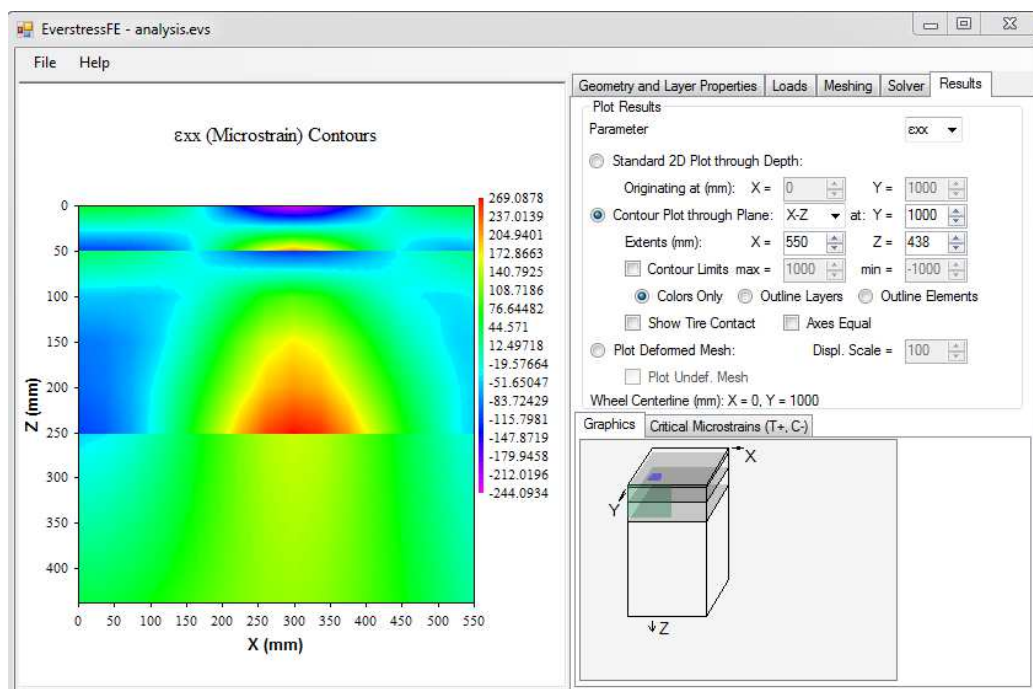 EverstressFE - analysis.evs
File Help
εxx (Microstrain) Contours
0
50
100
150
200
250
300
350
400
Z (mm)
0 50 100 150 200 250 300 350 400 450 500 550
X (mm)
269.0878
237.0139
204.9401
172.8663
140.7925
108.7186
76.64482
44.571
12.49718
-19.57664
-51.65047
-83.72429
-115.7981
-147.8719
-179.9458
-212.0196
-244.0934
Geometry and Layer Properties Loads Meshing Solver Results
Plot Results
Parameter εxx
Standard 2D Plot through Depth:
Originating at (mm): X = 0 Y = 1000
Contour Plot through Plane: X-Z at: Y = 1000
Extents (mm): X = 550 Z = 438
Contour Limits max = 1000 min = -1000
Colors Only Outline Layers Outline Elements
Show Tire Contact Axes Equal
Plot Deformed Mesh: Displ. Scale = 100
Plot Undef. Mesh
Wheel Centerline (mm): X = 0, Y = 1000
Graphics Critical Microstrains (T+, C-)
X
Y
Z